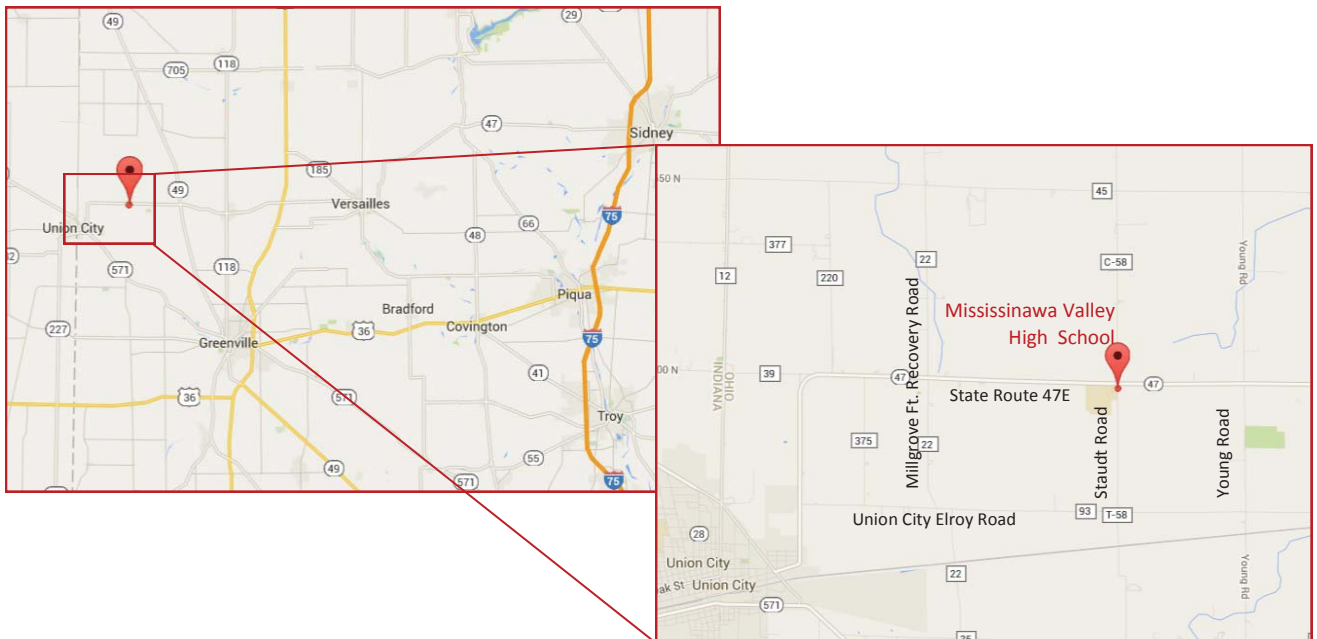 49
29
705
118
47
Sidney
185
49
Versailles
75
66
Union City
48
571
118
Piqua
Bradford
36
Covington
75
227
Greenville
41
36
571
Troy
49
55
571
75
45
377
22
C-58
12
220
Young Rd
Mississinawa Valley
High School
OHIO
INDIANA
00 N
39
47
47
State Route 47E
Millgrove Ft. Recovery Road
375
22
Staudt Road
Young Road
93
T-58
Union City Elroy Road
28
Union City
Union City
22
Young Rd
571